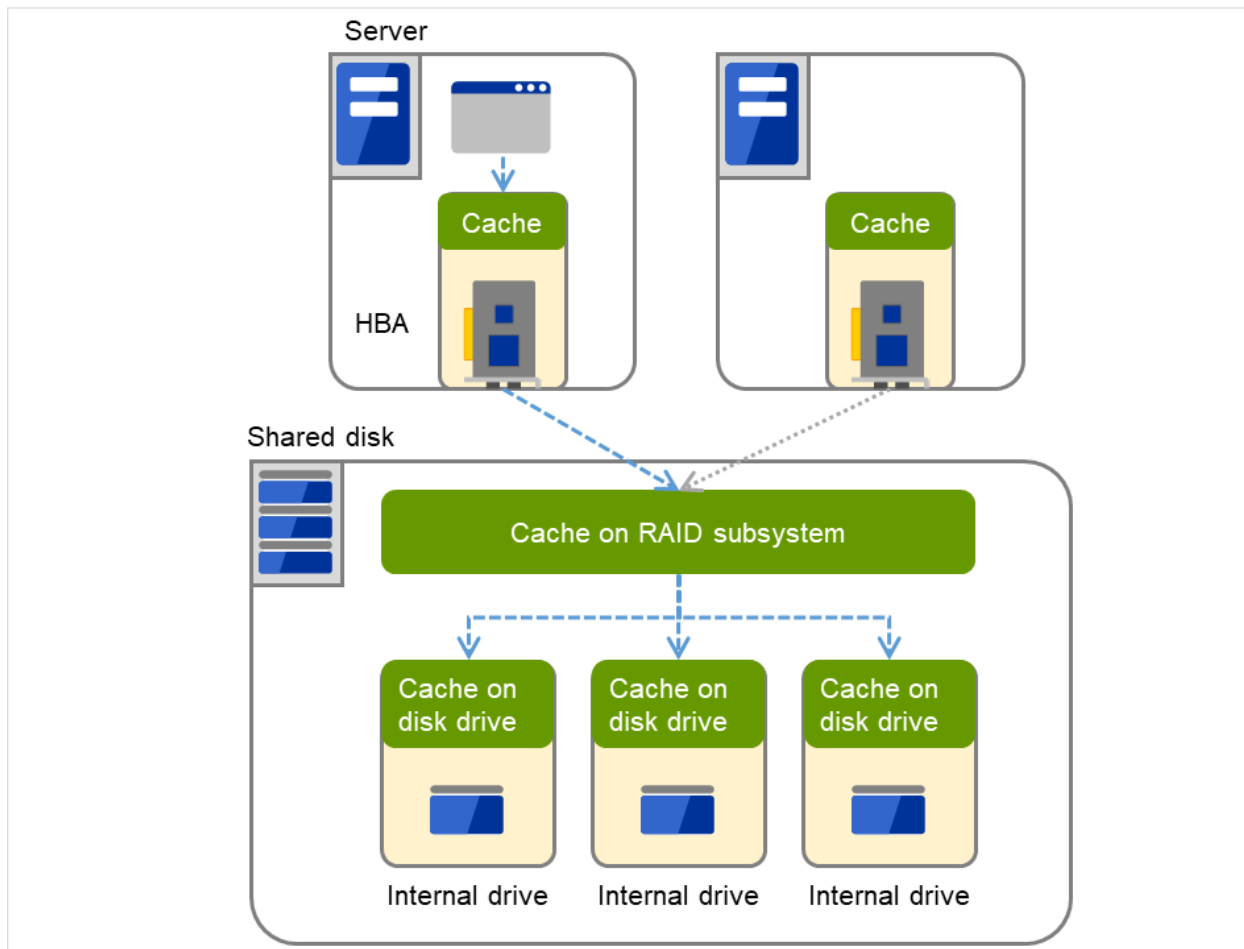 Server
Cache
Cache
HBA
Shared disk
Cache on RAID subsystem
Cache on
disk drive
Cache on
disk drive
Cache on
disk drive
Internal drive
Internal drive
Internal drive